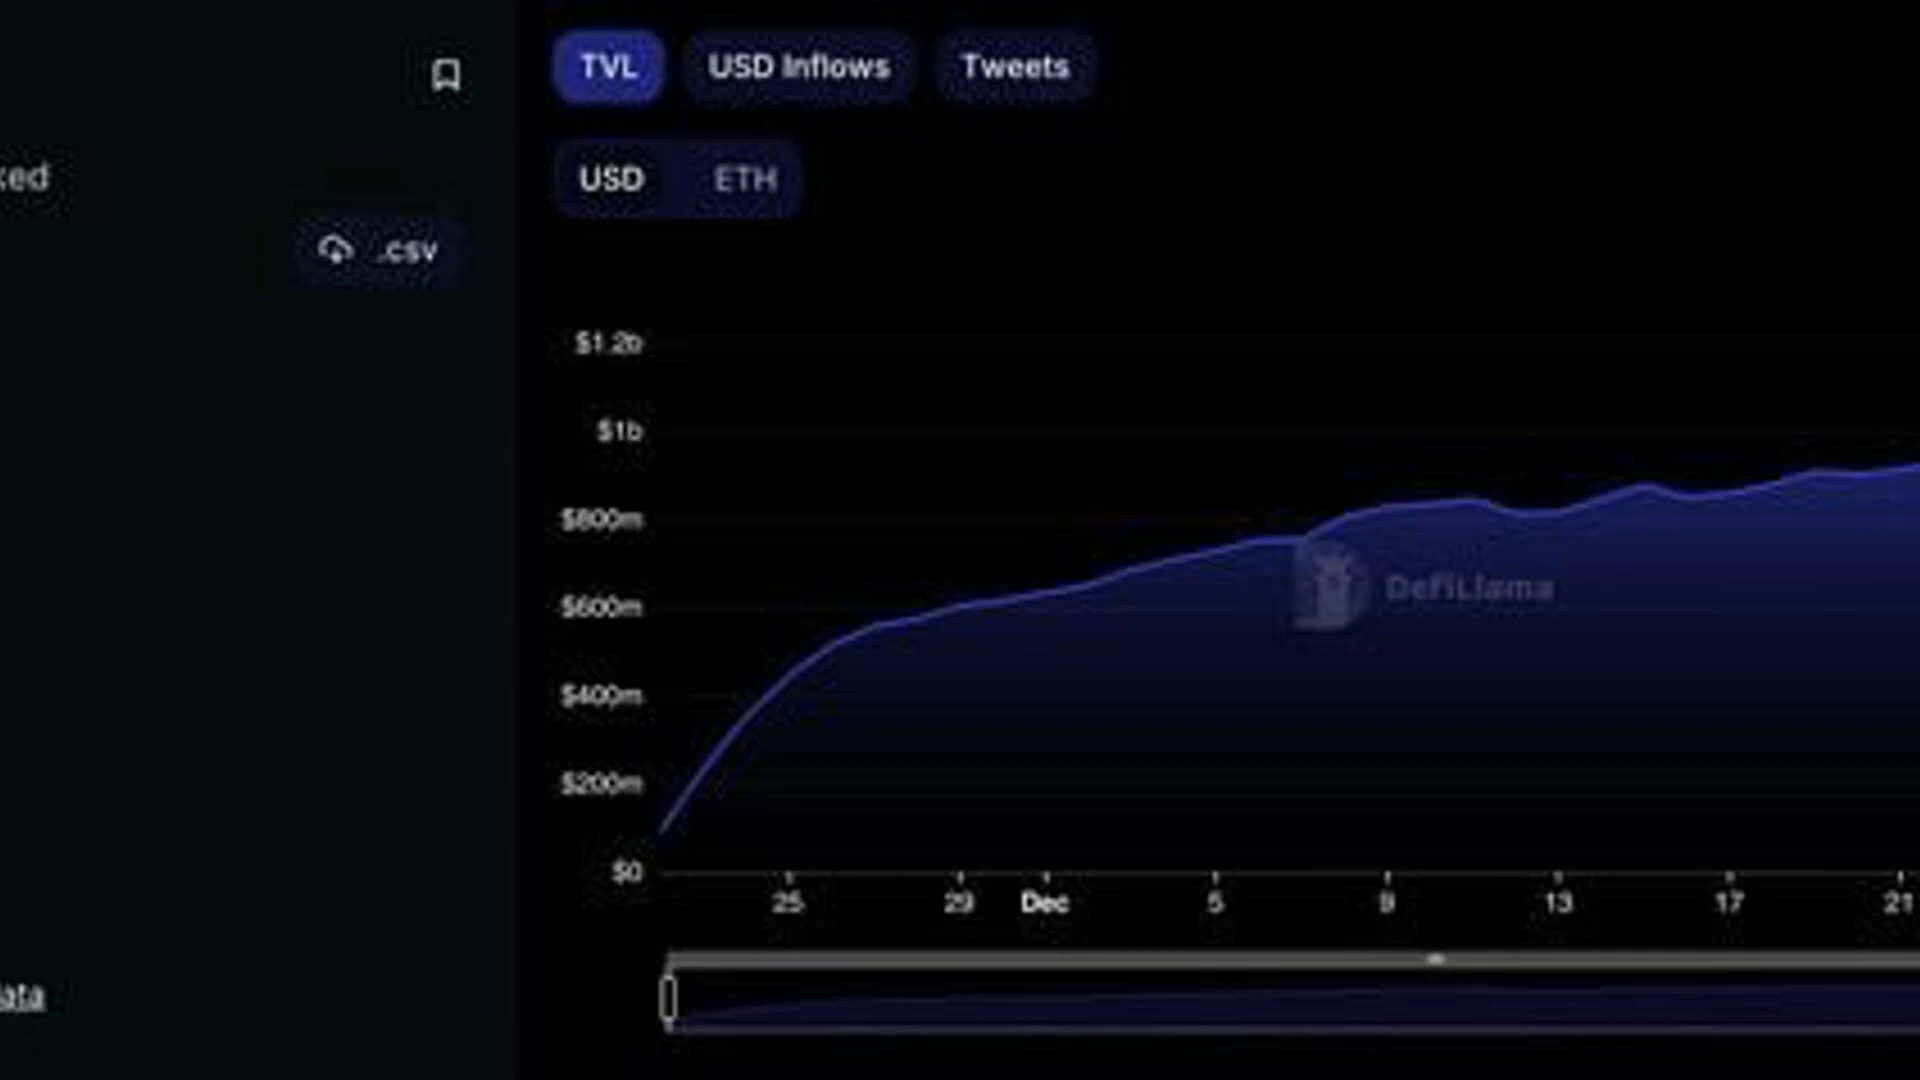 TVL USD Inflows Tweets
USD ETH
ked
.csv
$1.2b
$1b
$800m
DefiLlama
$600m
$400m
$200m
$0
25 29 Dec 5 9 13 17 21
ata